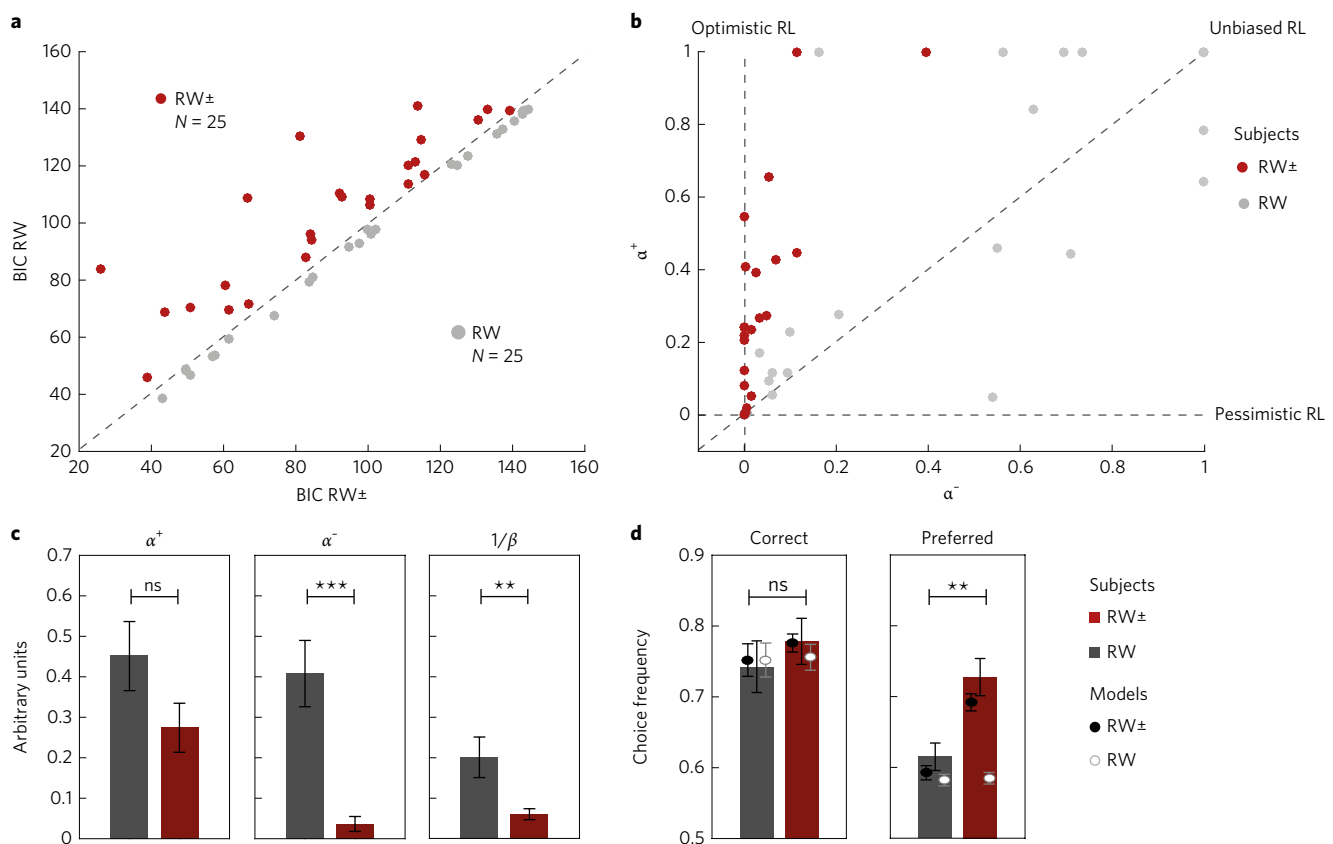 a
160
140
120
100
80
60
40
20
BIC RW
RW±
N = 25
RW
N = 25
20 40 60 80 100 120 140 160
BIC RW±
b
Optimistic RL
Unbiased RL
1
0.8
0.6
0.4
0.2
0
α⁺
Subjects
RW±
RW
Pessimistic RL
0 0.2 0.4 0.6 0.8 1
α⁻
c
α⁺ α⁻ 1/β
0.7
0.6
0.5
0.4
0.3
0.2
0.1
0
Arbitrary units
ns *** **
d
Correct Preferred
0.9
0.8
0.7
0.6
0.5
Choice frequency
ns **
Subjects
RW±
RW
Models
RW±
RW